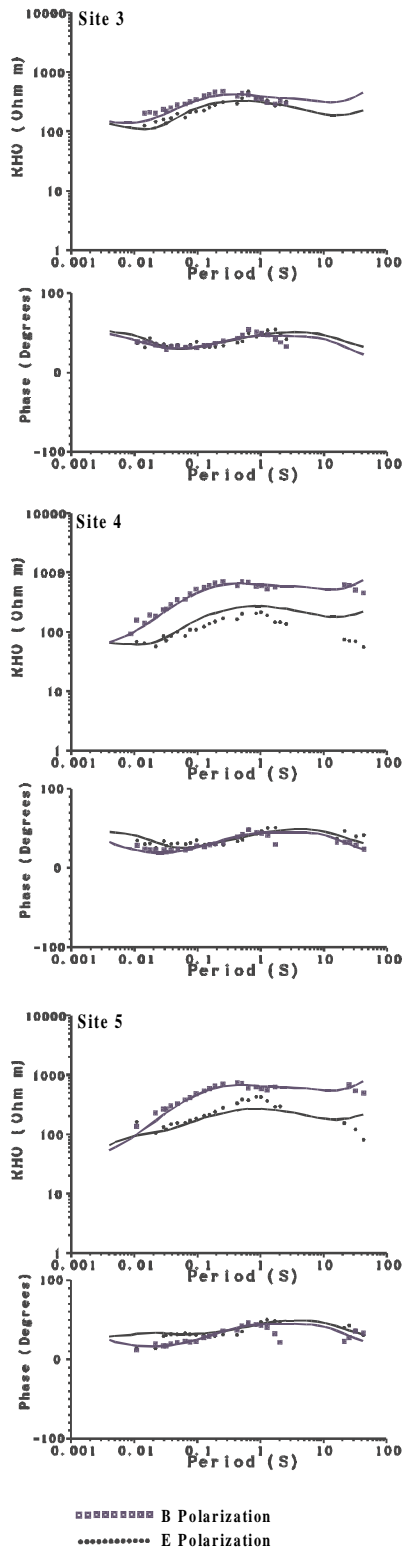 Site 3
10000
1000
100
10
1
RHO (Ohm m)
0.001 0.01 0.1 1 10 100
Period (S)
100
0
-100
Phase (Degrees)
0.001 0.01 0.1 1 10 100
Period (S)
Site 4
10000
1000
100
10
1
RHO (Ohm m)
0.001 0.01 0.1 1 10 100
Period (S)
100
0
-100
Phase (Degrees)
0.001 0.01 0.1 1 10 100
Period (S)
Site 5
10000
1000
100
10
1
RHO (Ohm m)
0.001 0.01 0.1 1 10 100
Period (S)
100
0
-100
Phase (Degrees)
0.001 0.01 0.1 1 10 100
Period (S)
B Polarization
E Polarization